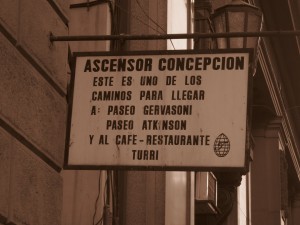 ASCENSOR CONCEPCION
ESTE ES UNO DE LOS
CAMINOS PARA LLEGAR
A: PASEO GERVASONI
PASEO ATKINSON
Y AL CAFE-RESTAURANTE
TURRI